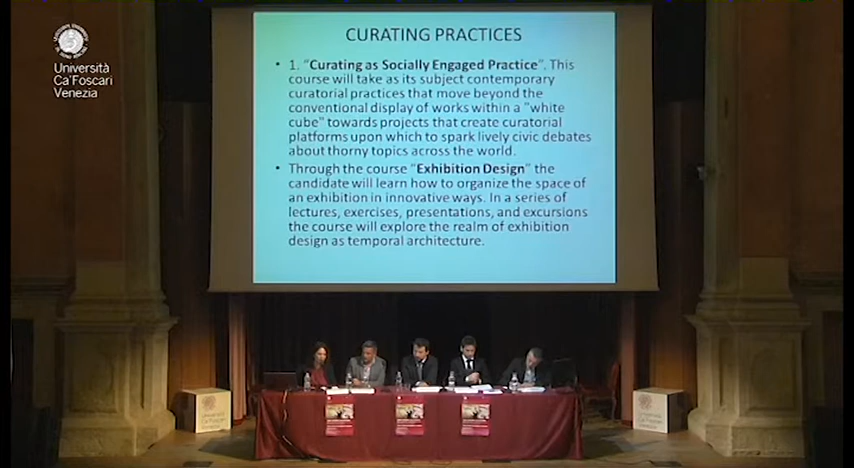 Università
Ca'Foscari
Venezia
CURATING PRACTICES
• 1. "Curating as Socially Engaged Practice". This
course will take as its subject contemporary
curatorial practices that move beyond the
conventional display of works within a "white
cube" towards projects that create curatorial
platforms upon which to spark lively civic debates
about thorny topics across the world.
• Through the course "Exhibition Design" the
candidate will learn how to organize the space of
an exhibition in innovative ways. In a series of
lectures, exercises, presentations, and excursions
the course will explore the realm of exhibition
design as temporal architecture.